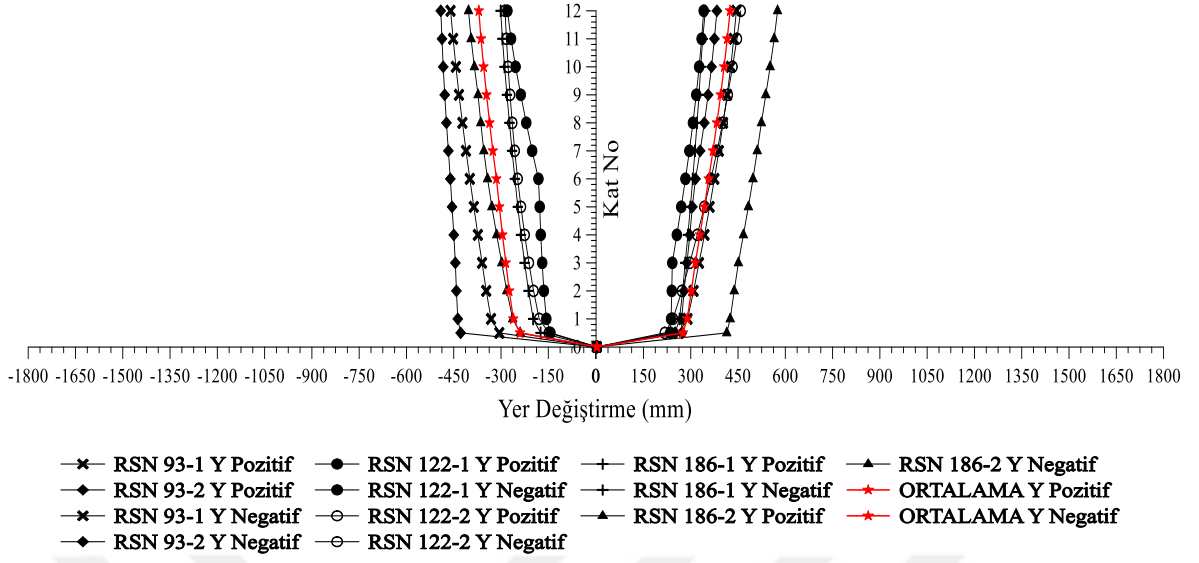 12
11
10
9
8
7
6
5
4
3
2
1
0
Kat No
-1800 -1650 -1500 -1350 -1200 -1050 -900 -750 -600 -450 -300 -150 0 150 300 450 600 750 900 1050 1200 1350 1500 1650 1800
Yer Değiştirme (mm)
RSN 93-1 Y Pozitif RSN 122-1 Y Pozitif RSN 186-1 Y Pozitif RSN 186-2 Y Negatif
RSN 93-2 Y Pozitif RSN 122-1 Y Negatif RSN 186-1 Y Negatif ORTALAMA Y Pozitif
RSN 93-1 Y Negatif RSN 122-2 Y Pozitif RSN 186-2 Y Pozitif ORTALAMA Y Negatif
RSN 93-2 Y Negatif RSN 122-2 Y Negatif